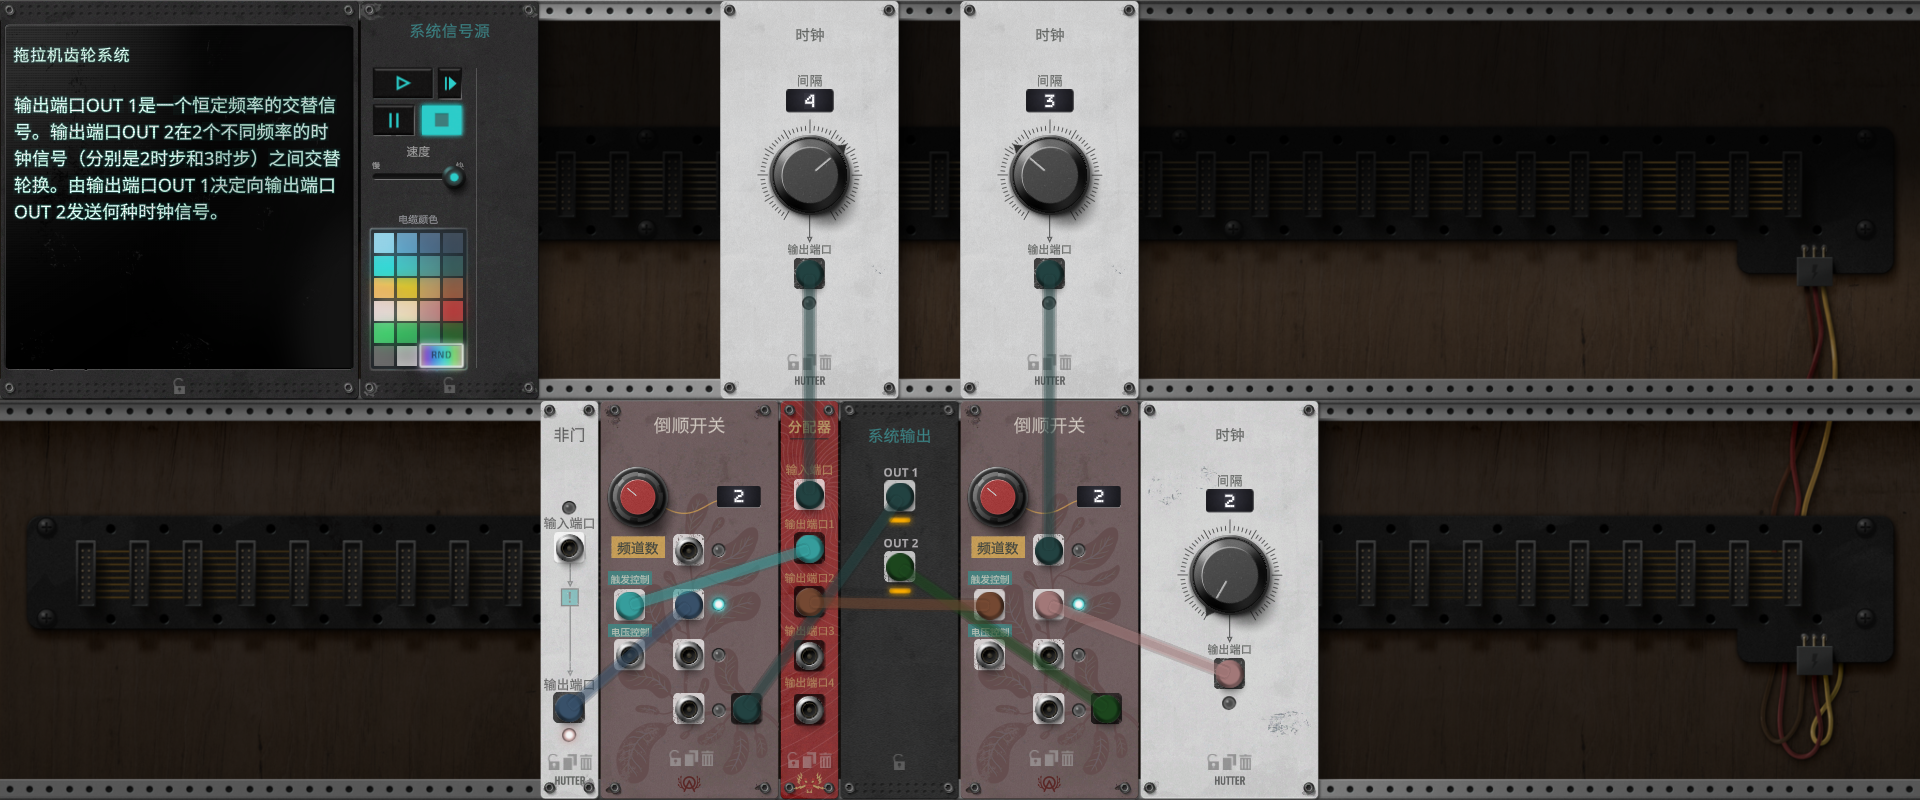 拖拉机齿轮系统
输出端口OUT 1是一个恒定频率的交替信
号。输出端口OUT 2在2个不同频率的时
钟信号（分别是2时步和3时步）之间交替
轮换。由输出端口OUT 1决定向输出端口
OUT 2发送何种时钟信号。
系统信号源
速度
慢
快
电缆颜色
RND
时钟
间隔
4
输出端口
HUTTER
时钟
间隔
3
输出端口
HUTTER
非门
输入端口
输出端口
HUTTER
倒顺开关
2
频道数
触发控制
电压控制
分配器
输入端口
输出端口1
输出端口2
输出端口3
输出端口4
系统输出
OUT 1
OUT 2
倒顺开关
2
频道数
触发控制
电压控制
时钟
间隔
2
输出端口
HUTTER